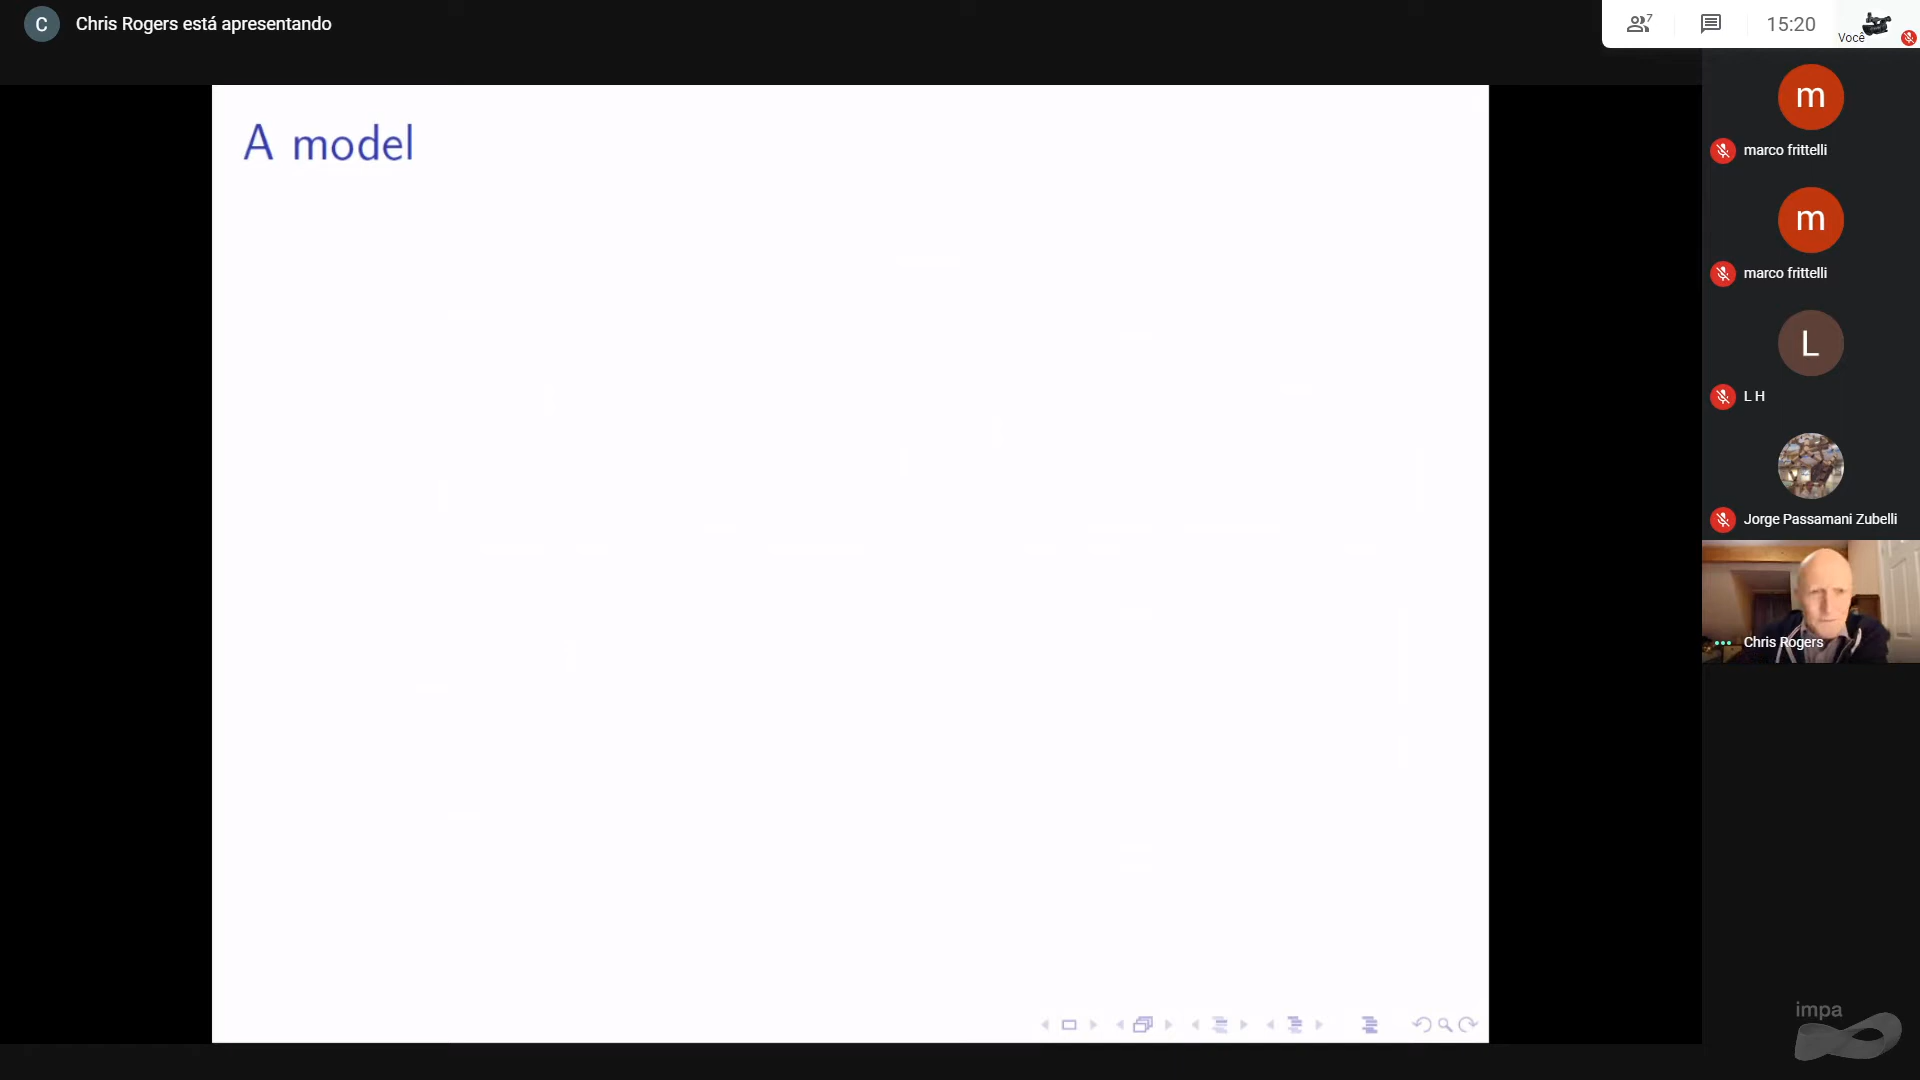 C
Chris Rogers está apresentando
7
15:20
Você
A model
m
marco frittelli
m
marco frittelli
L
L H
Jorge Passamani Zubelli
Chris Rogers
impa